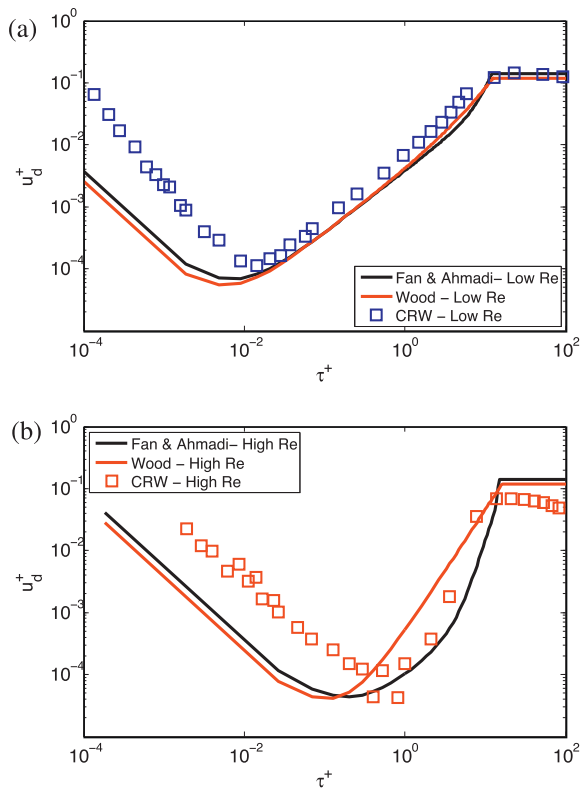 (a)
10^0
10^-1
10^-2
10^-3
10^-4
u_d^+
10^-4
10^-2
10^0
10^2
τ^+
Fan & Ahmadi– Low Re
Wood – Low Re
CRW – Low Re
(b)
10^0
10^-1
10^-2
10^-3
10^-4
u_d^+
10^-4
10^-2
10^0
10^2
τ^+
Fan & Ahmadi– High Re
Wood – High Re
CRW – High Re